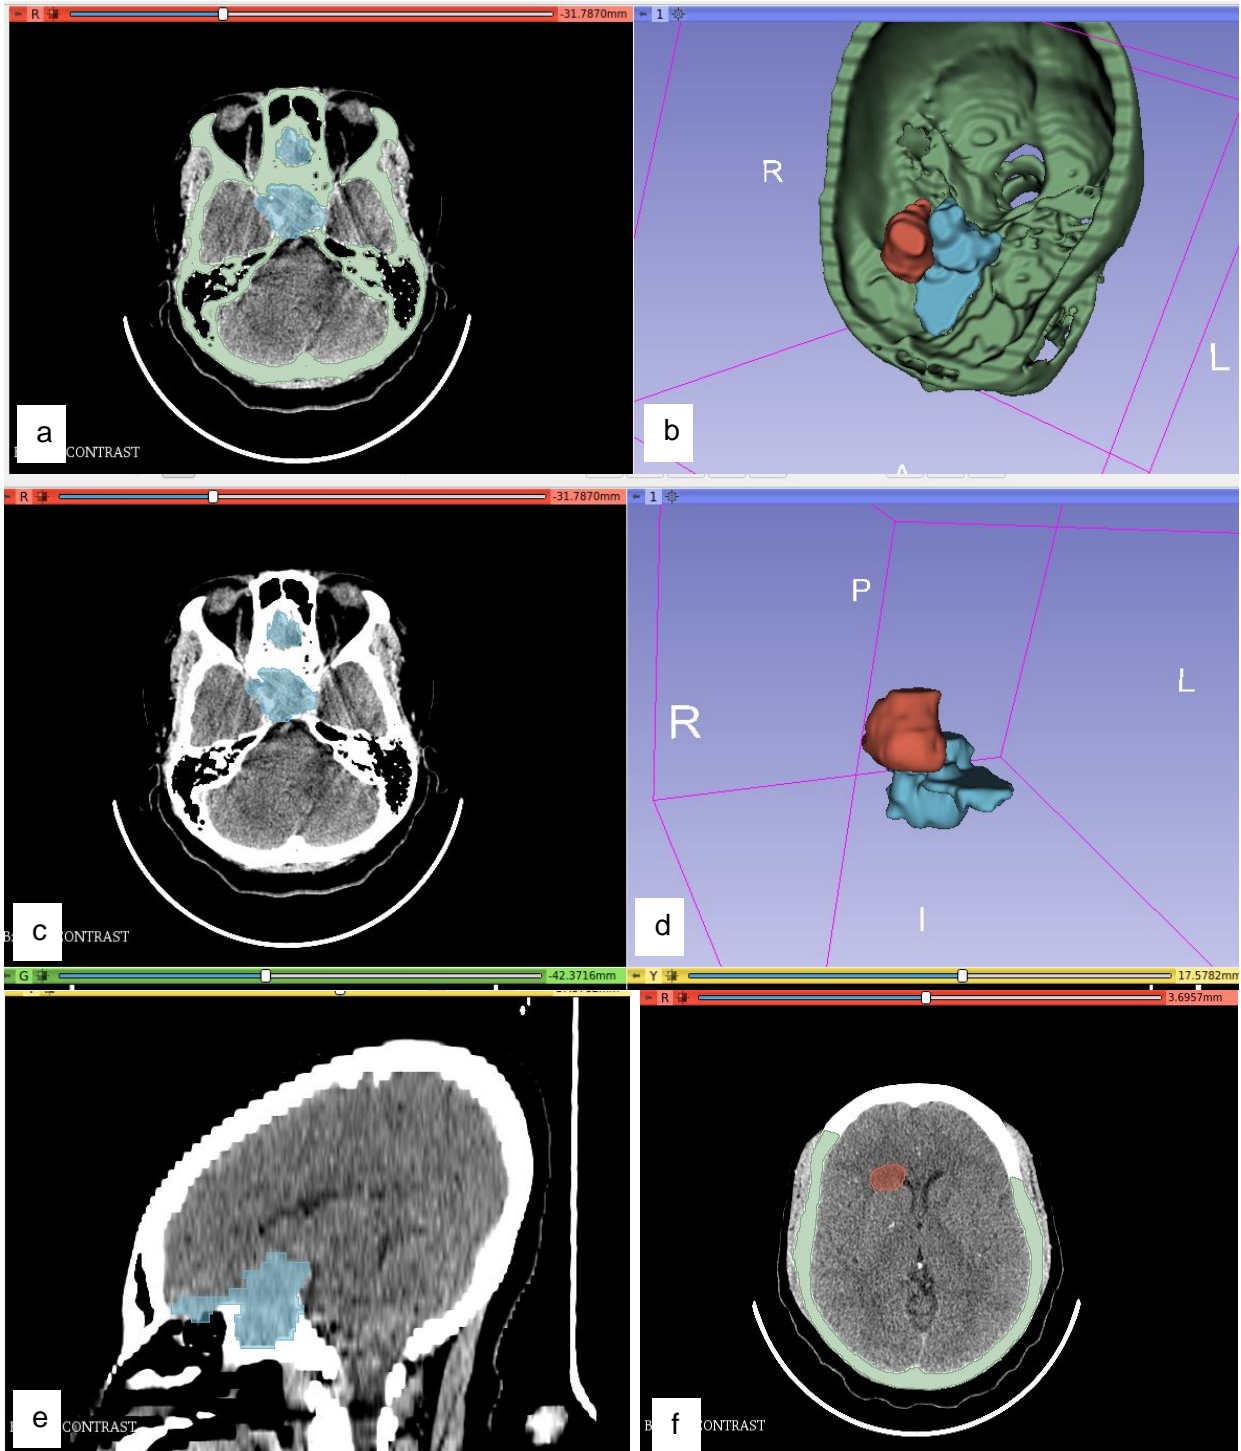 R -31.7870mm
1
R
L
a
CONTRAST
b
R -31.7870mm
1
P
R
L
c
B: CONTRAST
d
I
G -42.3716mm
Y 17.5782mm
R 3.6957mm
e
CONTRAST
f
B CONTRAST